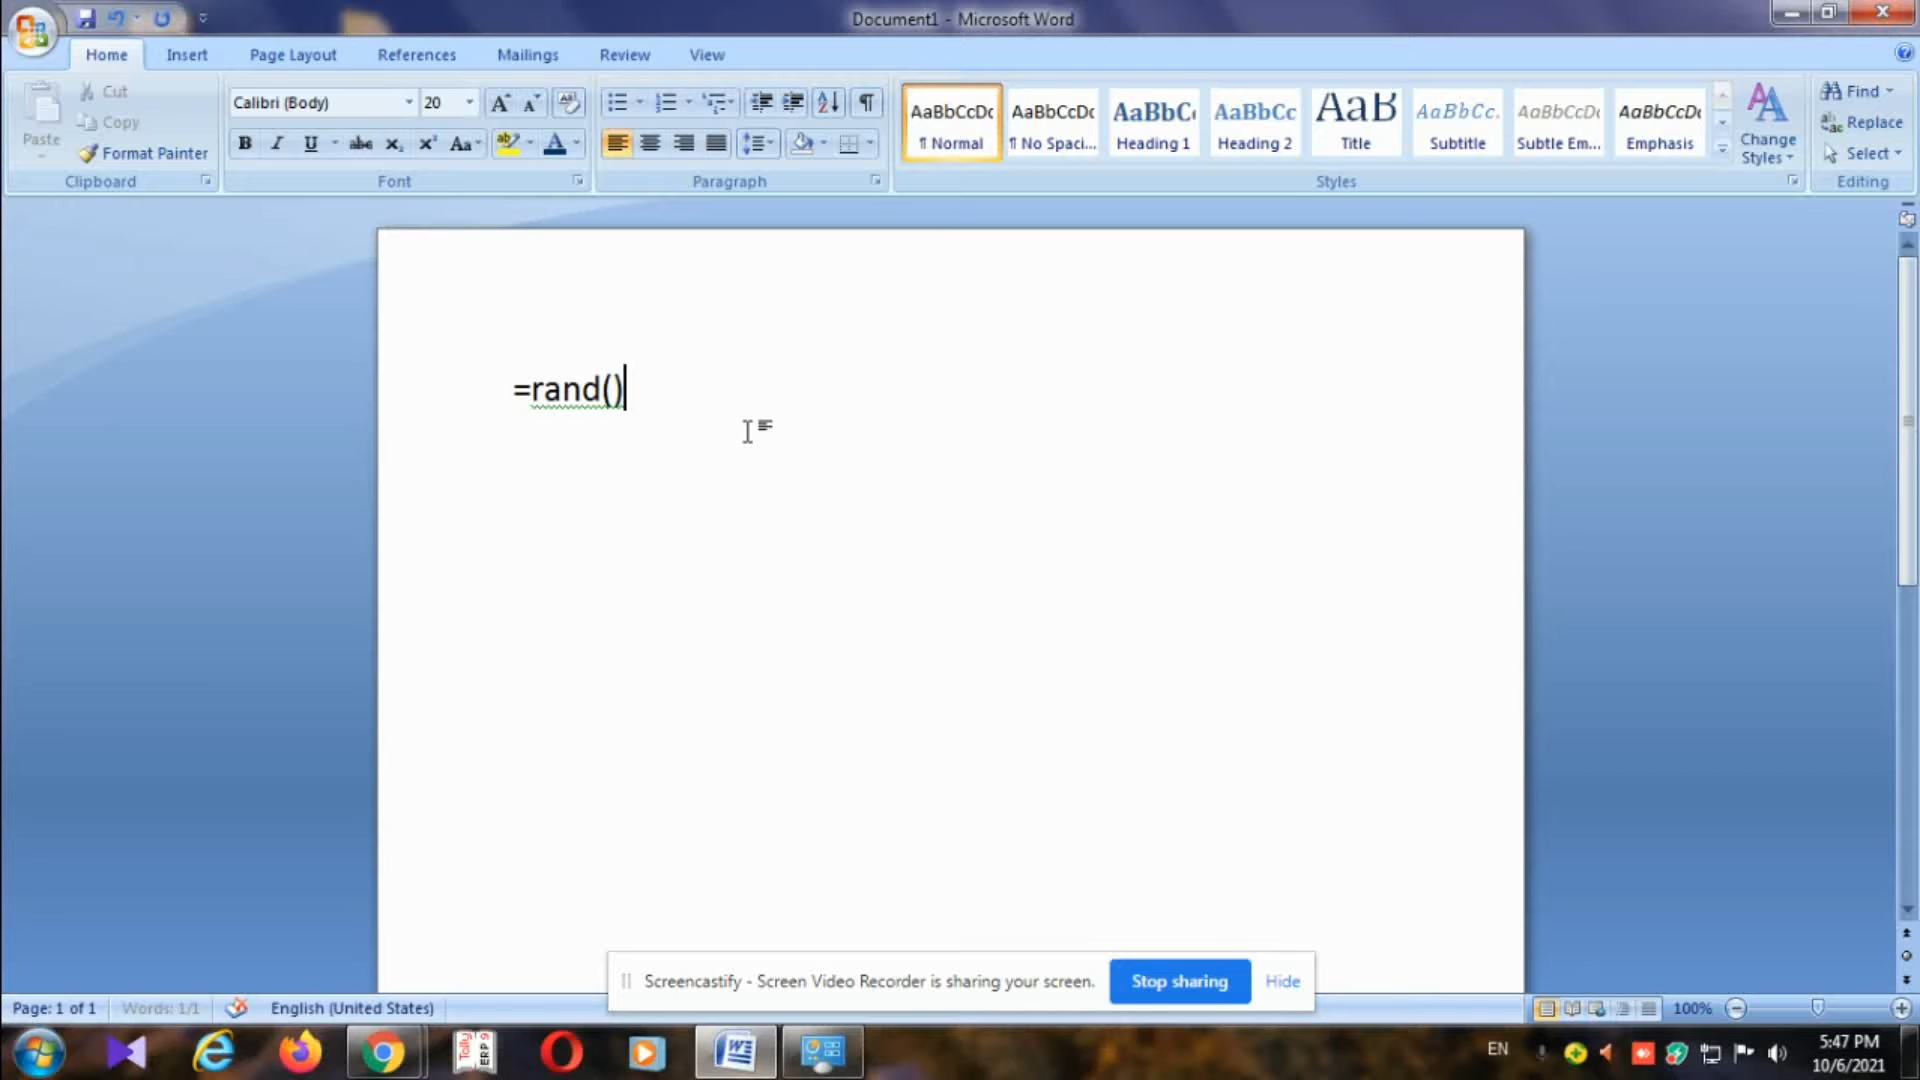 Document1 - Microsoft Word
Home Insert Page Layout References Mailings Review View
Paste
Cut
Copy
Format Painter
Clipboard
Calibri (Body) 20
Font
Paragraph
AaBbCcDc AaBbCcDc AaBbC AaBbCc AaB AaBbCc. AaBbCcDc AaBbCcDc
¶ Normal ¶ No Spaci... Heading 1 Heading 2 Title Subtitle Subtle Em... Emphasis
Styles
Change
Styles
Find
Replace
Select
Editing
=rand()
Screencastify - Screen Video Recorder is sharing your screen. Stop sharing Hide
Page: 1 of 1 Words: 1/1 English (United States) 100%
Tally
ERP 9
EN
5:47 PM
10/6/2021